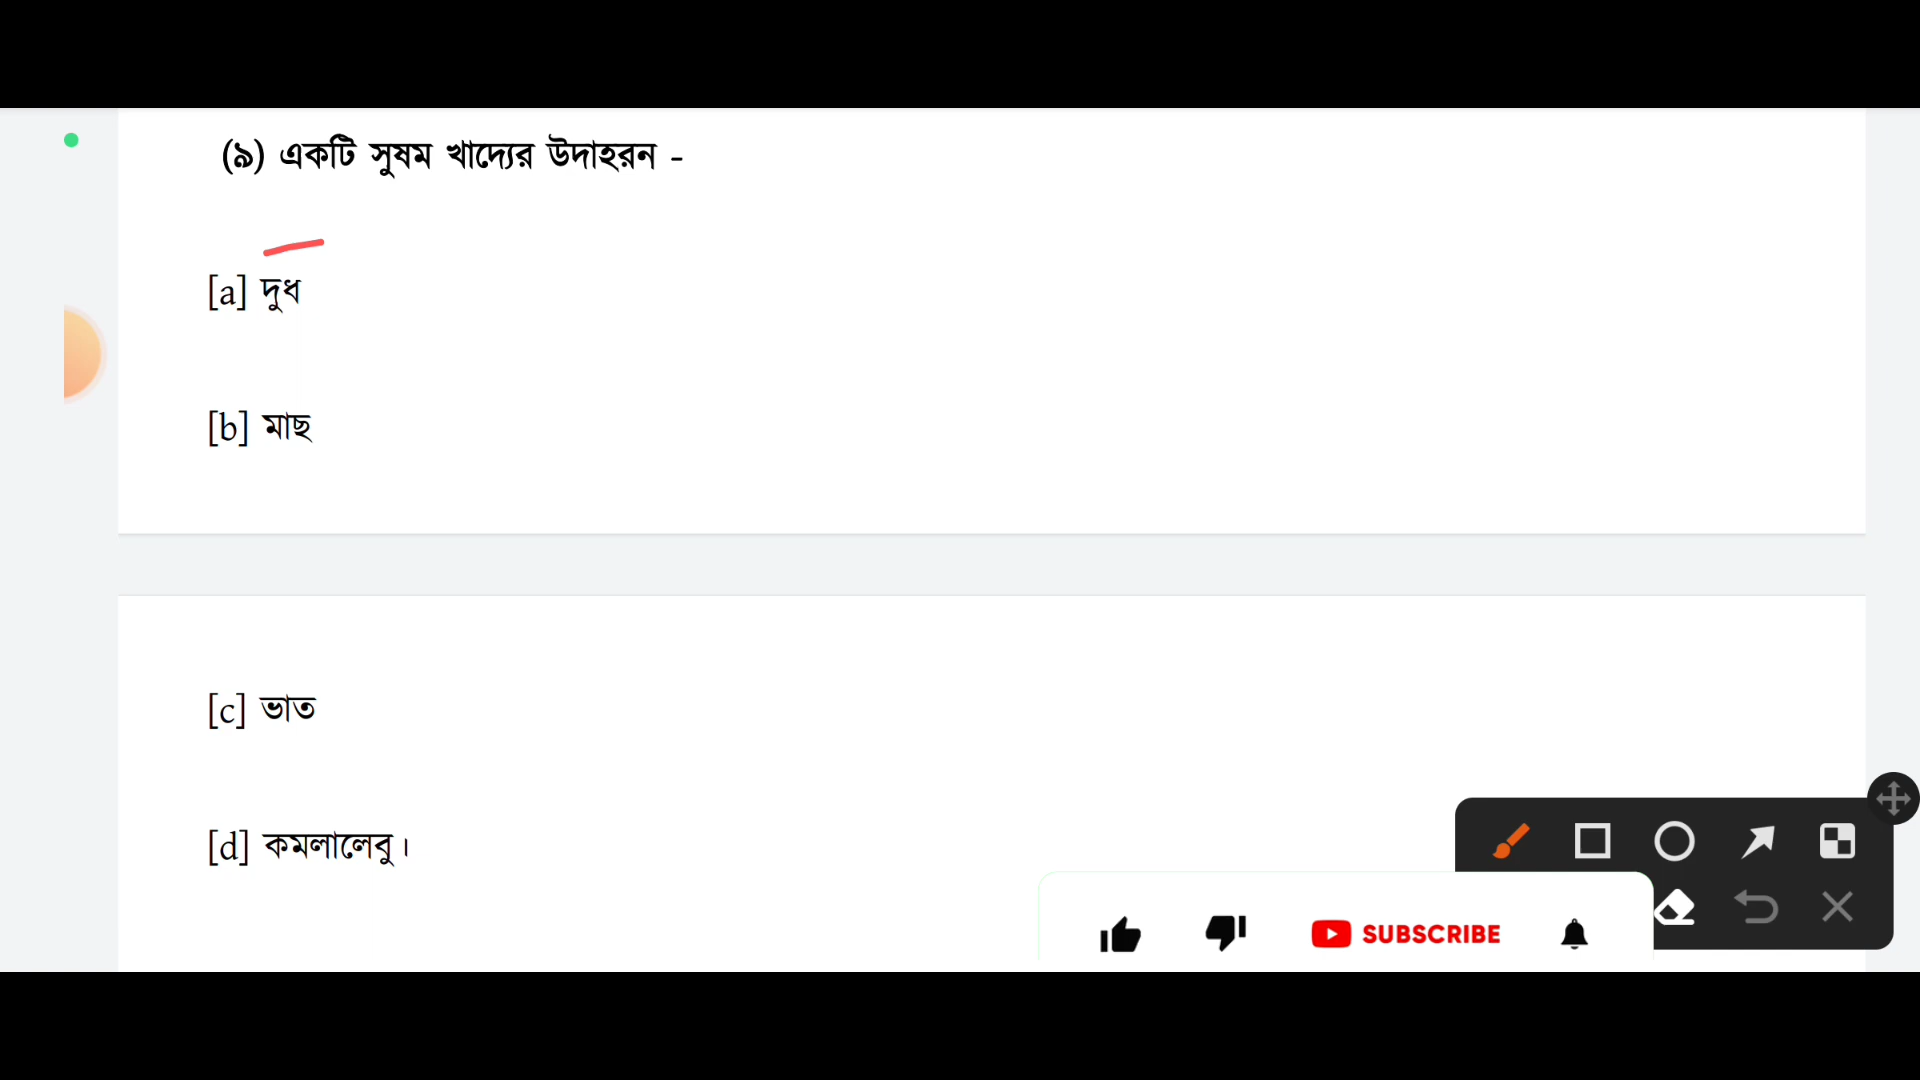 (৯) একটি সুষম খাদ্যের উদাহরন -
[a] দুধ
[b] মাছ
[c] ভাত
[d] কমলালেবু।
SUBSCRIBE